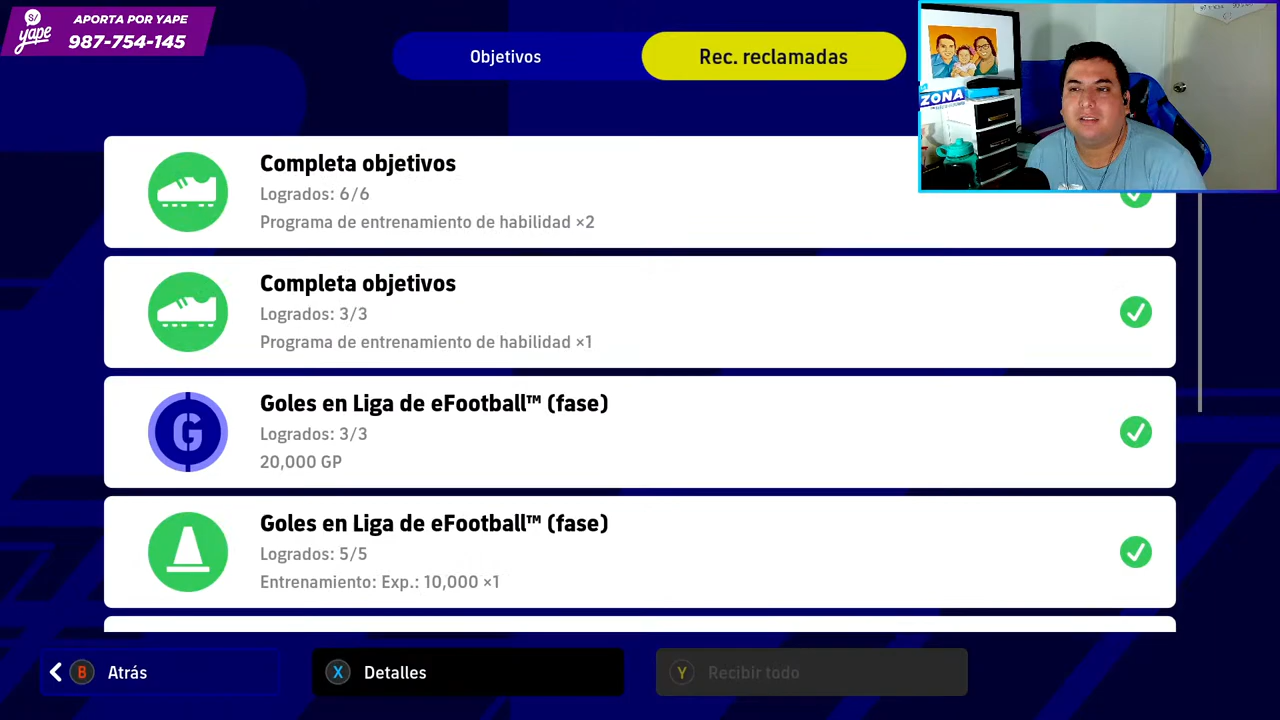 S/
yape
APORTA POR YAPE
987-754-145
Objetivos
Rec. reclamadas
ZONA
Completa objetivos
Logrados: 6/6
Programa de entrenamiento de habilidad ×2
Completa objetivos
Logrados: 3/3
Programa de entrenamiento de habilidad ×1
G
Goles en Liga de eFootball™ (fase)
Logrados: 3/3
20,000 GP
Goles en Liga de eFootball™ (fase)
Logrados: 5/5
Entrenamiento: Exp.: 10,000 ×1
B Atrás
X Detalles
Y Recibir todo